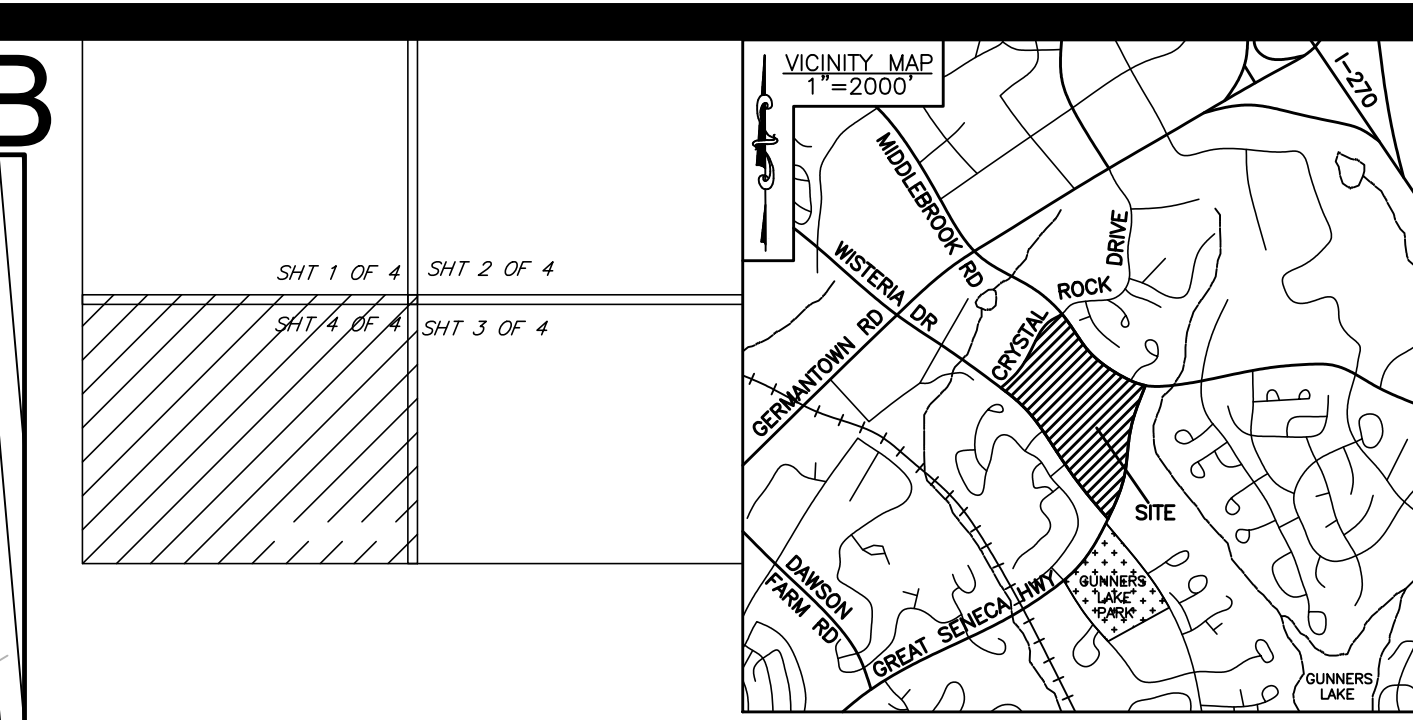 B
SHT 1 OF 4
SHT 2 OF 4
SHT 4 OF 4
SHT 3 OF 4
VICINITY MAP
1"=2000'
I-270
MIDDLEBROOK RD
WISTERIA DR
GERMANTOWN RD
CRYSTAL ROCK DRIVE
SITE
DAWSON
FARM RD
GREAT SENECA HWY
GUNNERS
LAKE
PARK
GUNNERS
LAKE